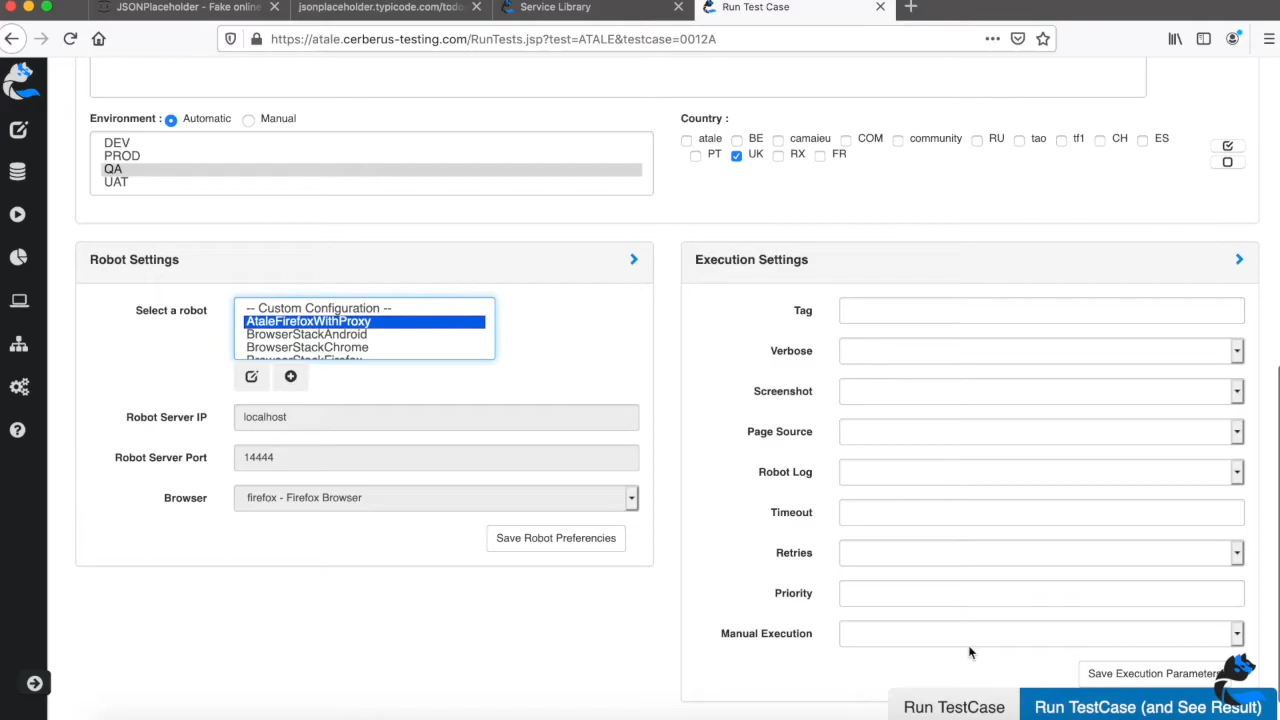 JSONPlaceholder - Fake online
jsonplaceholder.typicode.com/todo
Service Library
Run Test Case
https://atale.cerberus-testing.com/RunTests.jsp?test=ATALE&testcase=0012A
Environment : Automatic Manual
DEV
PROD
QA
UAT
Country :
atale BE camaieu COM community RU tao tf1 CH ES
PT UK RX FR
Robot Settings
Select a robot
-- Custom Configuration --
AtaleFirefoxWithProxy
BrowserStackAndroid
BrowserStackChrome
BrowserStackFirefox
Robot Server IP localhost
Robot Server Port 14444
Browser firefox - Firefox Browser
Save Robot Preferences
Execution Settings
Tag
Verbose
Screenshot
Page Source
Robot Log
Timeout
Retries
Priority
Manual Execution
Save Execution Parameters
Run TestCase
Run TestCase (and See Result)